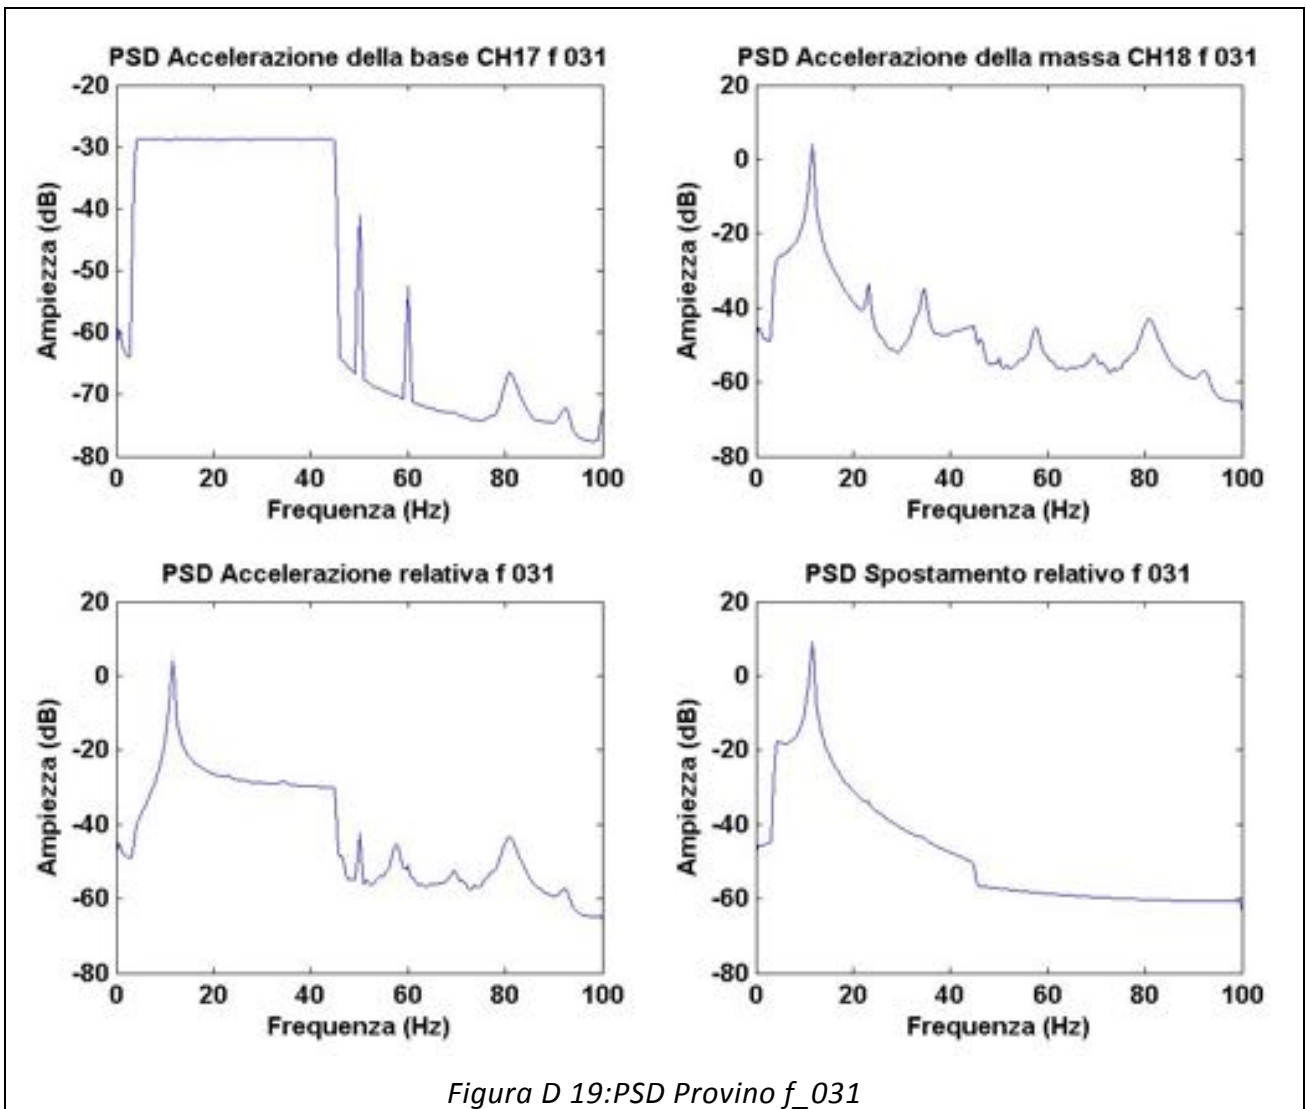 PSD Accelerazione della base CH17 f 031
-20
-30
-40
-50
-60
-70
-80
Ampiezza (dB)
0 20 40 60 80 100
Frequenza (Hz)
PSD Accelerazione della massa CH18 f 031
20
0
-20
-40
-60
-80
Ampiezza (dB)
0 20 40 60 80 100
Frequenza (Hz)
PSD Accelerazione relativa f 031
20
0
-20
-40
-60
-80
Ampiezza (dB)
0 20 40 60 80 100
Frequenza (Hz)
PSD Spostamento relativo f 031
20
0
-20
-40
-60
-80
Ampiezza (dB)
0 20 40 60 80 100
Frequenza (Hz)
Figura D 19:PSD Provino f_031